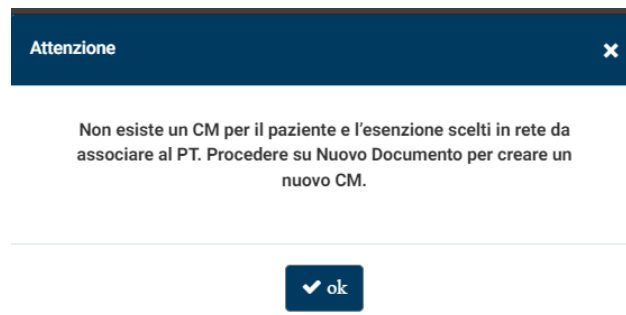 Attenzione
Non esiste un CM per il paziente e l'esenzione scelti in rete da
associare al PT. Procedere su Nuovo Documento per creare un
nuovo CM.
ok